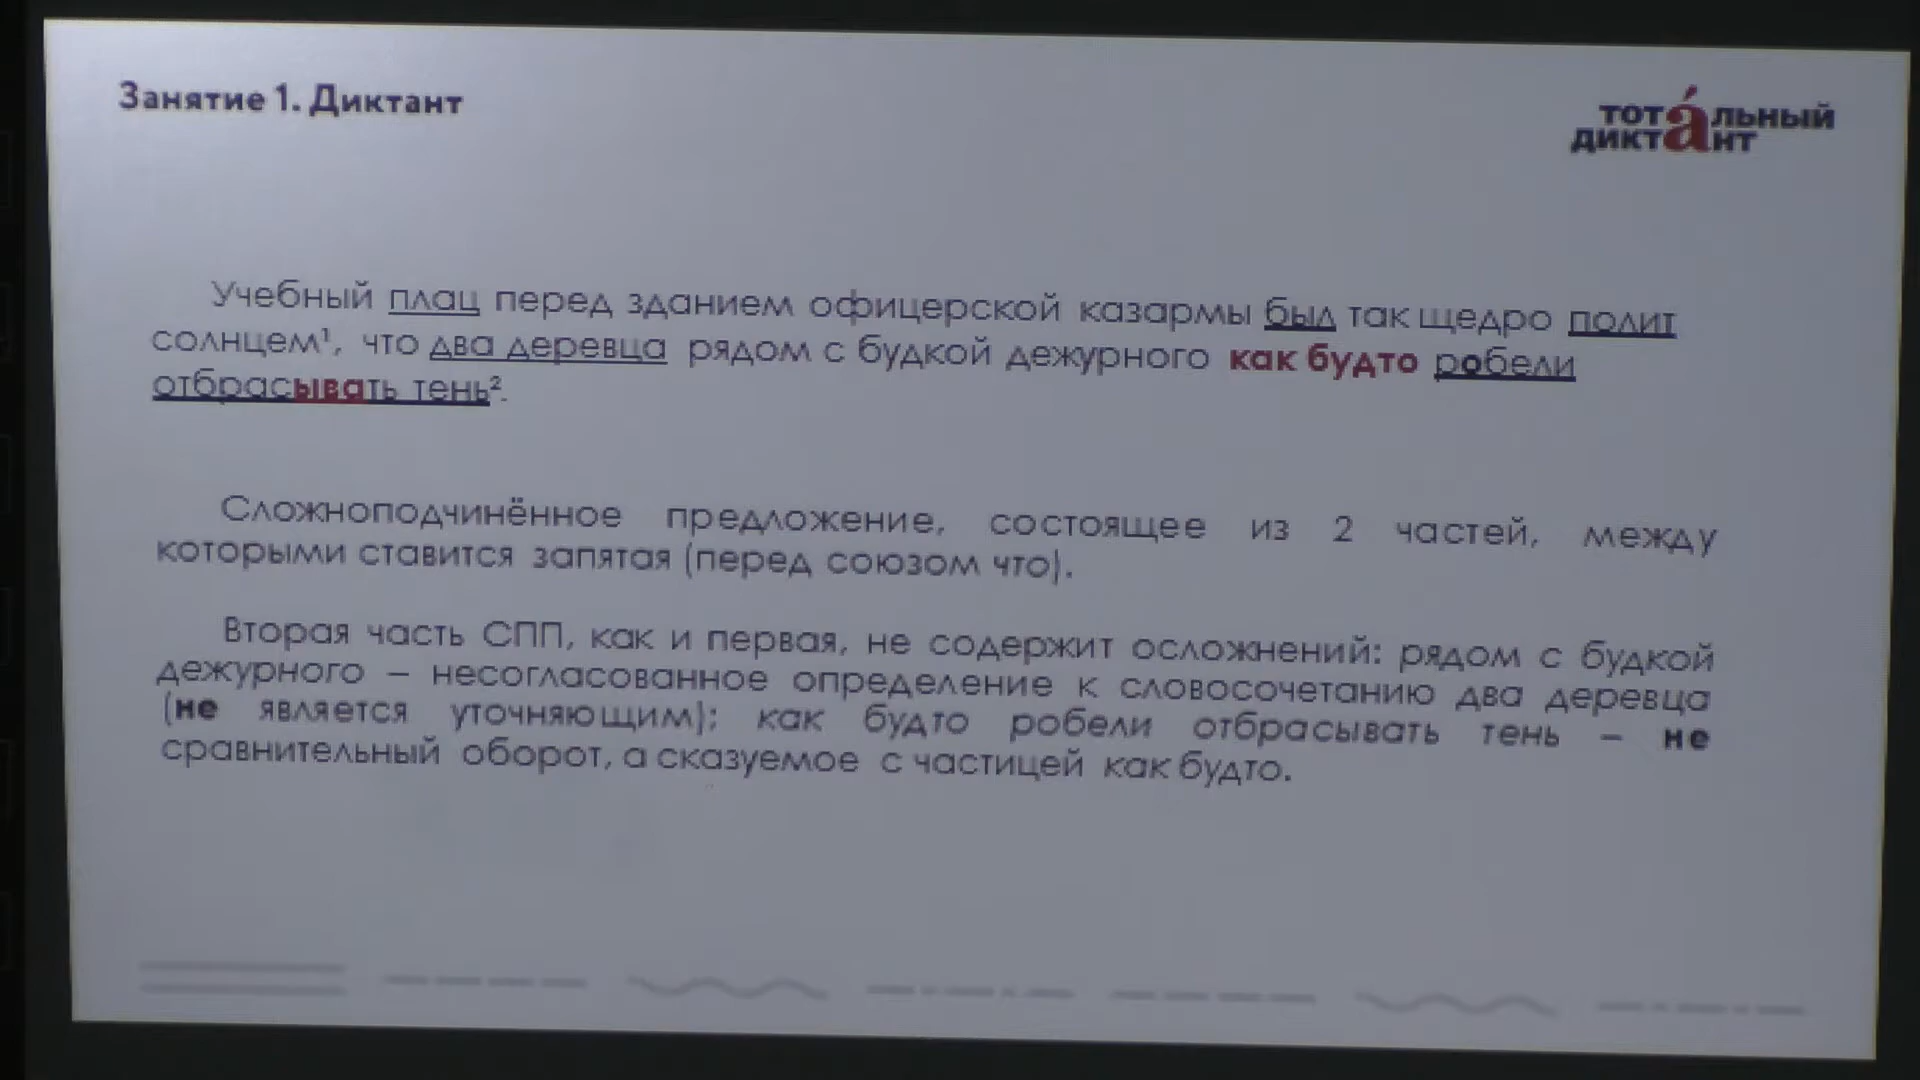 Занятие 1. Диктант
тотáльный
диктант
Учебный плац перед зданием офицерской казармы был так щедро полит
солнцем¹, что два деревца рядом с будкой дежурного как будто робели
отбрасывать тень².
Сложноподчинённое предложение, состоящее из 2 частей, между
которыми ставится запятая (перед союзом что).
Вторая часть СПП, как и первая, не содержит осложнений: рядом с будкой
дежурного – несогласованное определение к словосочетанию два деревца
(не является уточняющим); как будто робели отбрасывать тень – не
сравнительный оборот, а сказуемое с частицей как будто.